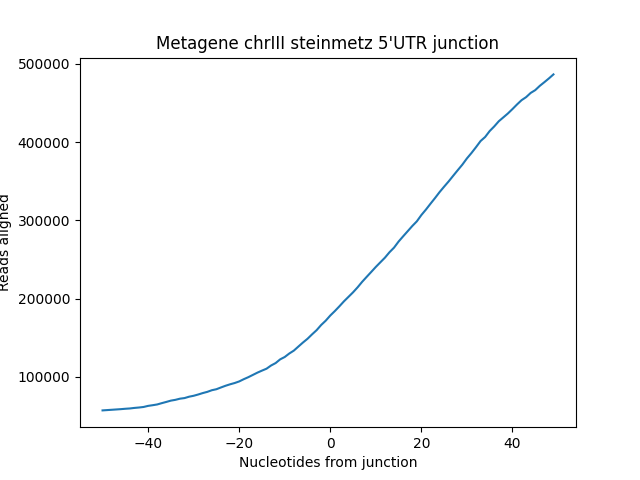 Metagene chrIII steinmetz 5'UTR junction
500000
400000
300000
200000
100000
Reads aligned
−40 −20 0 20 40
Nucleotides from junction